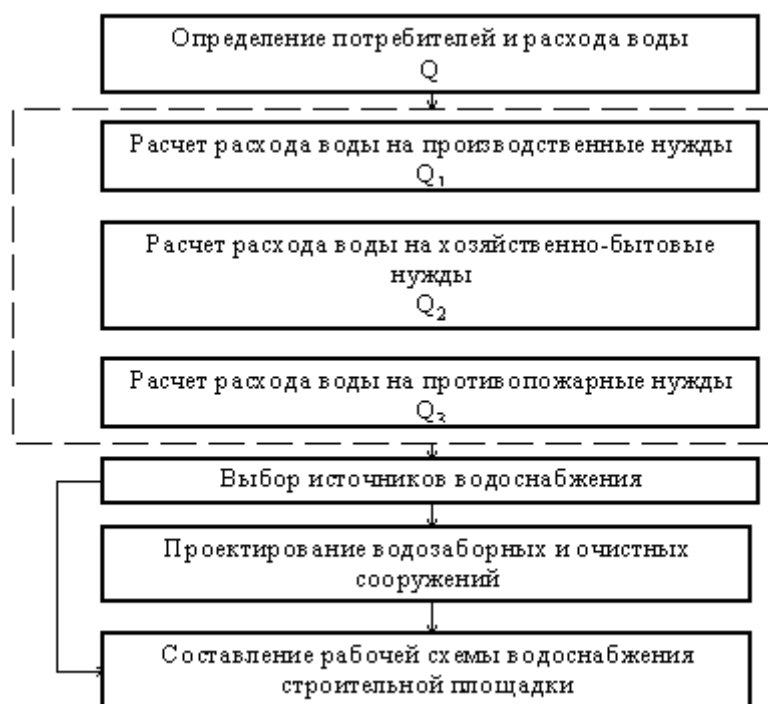 Определение потребителей и расхода воды
Q
Расчет расхода воды на производственные нужды
Q₁
Расчет расхода воды на хозяйственно-бытовые
нужды
Q₂
Расчет расхода воды на противопожарные нужды
Q₃
Выбор источников водоснабжения
Проектирование водозаборных и очистных
сооружений
Составление рабочей схемы водоснабжения
строительной площадки